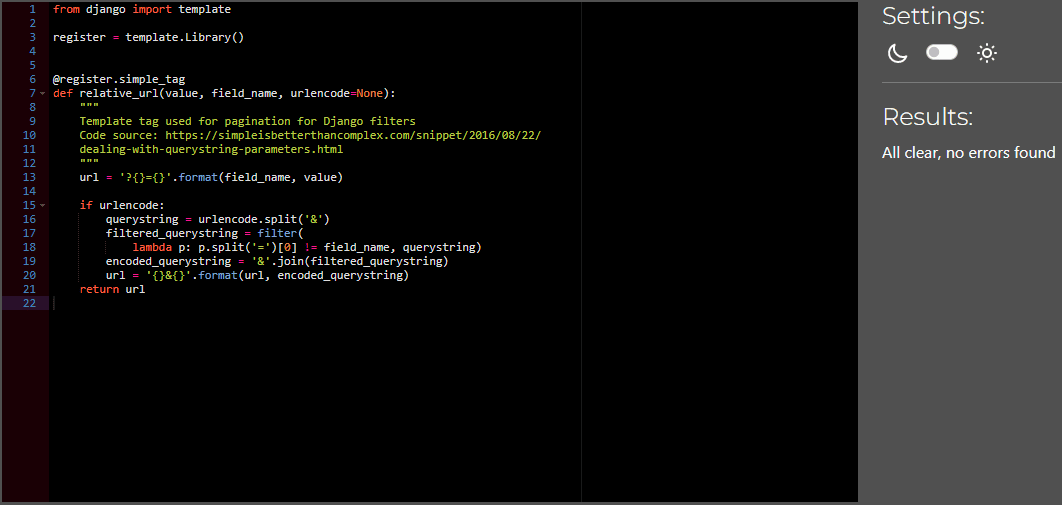 1 from django import template
2
3 register = template.Library()
4
5
6 @register.simple_tag
7 def relative_url(value, field_name, urlencode=None):
8     """
9     Template tag used for pagination for Django filters
10     Code source: https://simpleisbetterthancomplex.com/snippet/2016/08/22/
11     dealing-with-querystring-parameters.html
12     """
13     url = '?{}={}'.format(field_name, value)
14
15     if urlencode:
16         querystring = urlencode.split('&')
17         filtered_querystring = filter(
18             lambda p: p.split('=')[0] != field_name, querystring)
19         encoded_querystring = '&'.join(filtered_querystring)
20         url = '{}&{}'.format(url, encoded_querystring)
21     return url
22
Settings:
Results:
All clear, no errors found